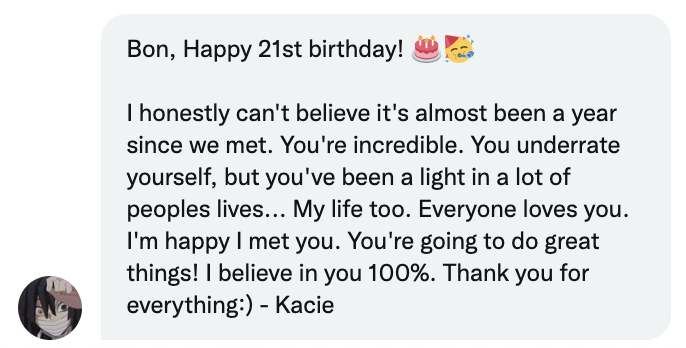 Bon, Happy 21st birthday! 🎂🥳
I honestly can't believe it's almost been a year
since we met. You're incredible. You underrate
yourself, but you've been a light in a lot of
peoples lives... My life too. Everyone loves you.
I'm happy I met you. You're going to do great
things! I believe in you 100%. Thank you for
everything:) - Kacie